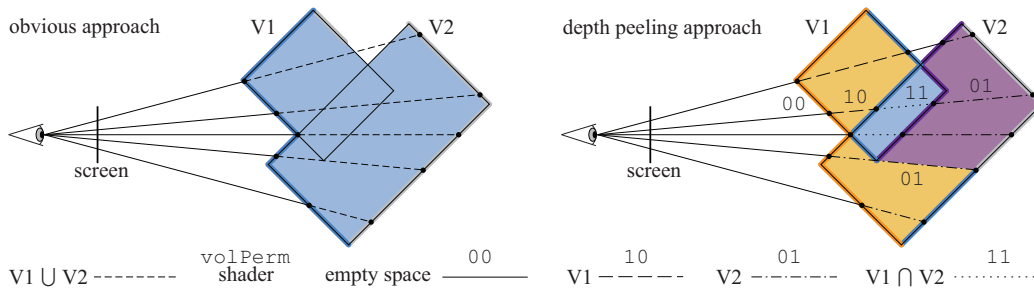 obvious approach
V1
V2
screen
depth peeling approach
V1
V2
00
10
11
01
screen
01
V1 ⋃ V2
volPerm
shader
empty space
00
V1
10
V2
01
V1 ⋂ V2
11